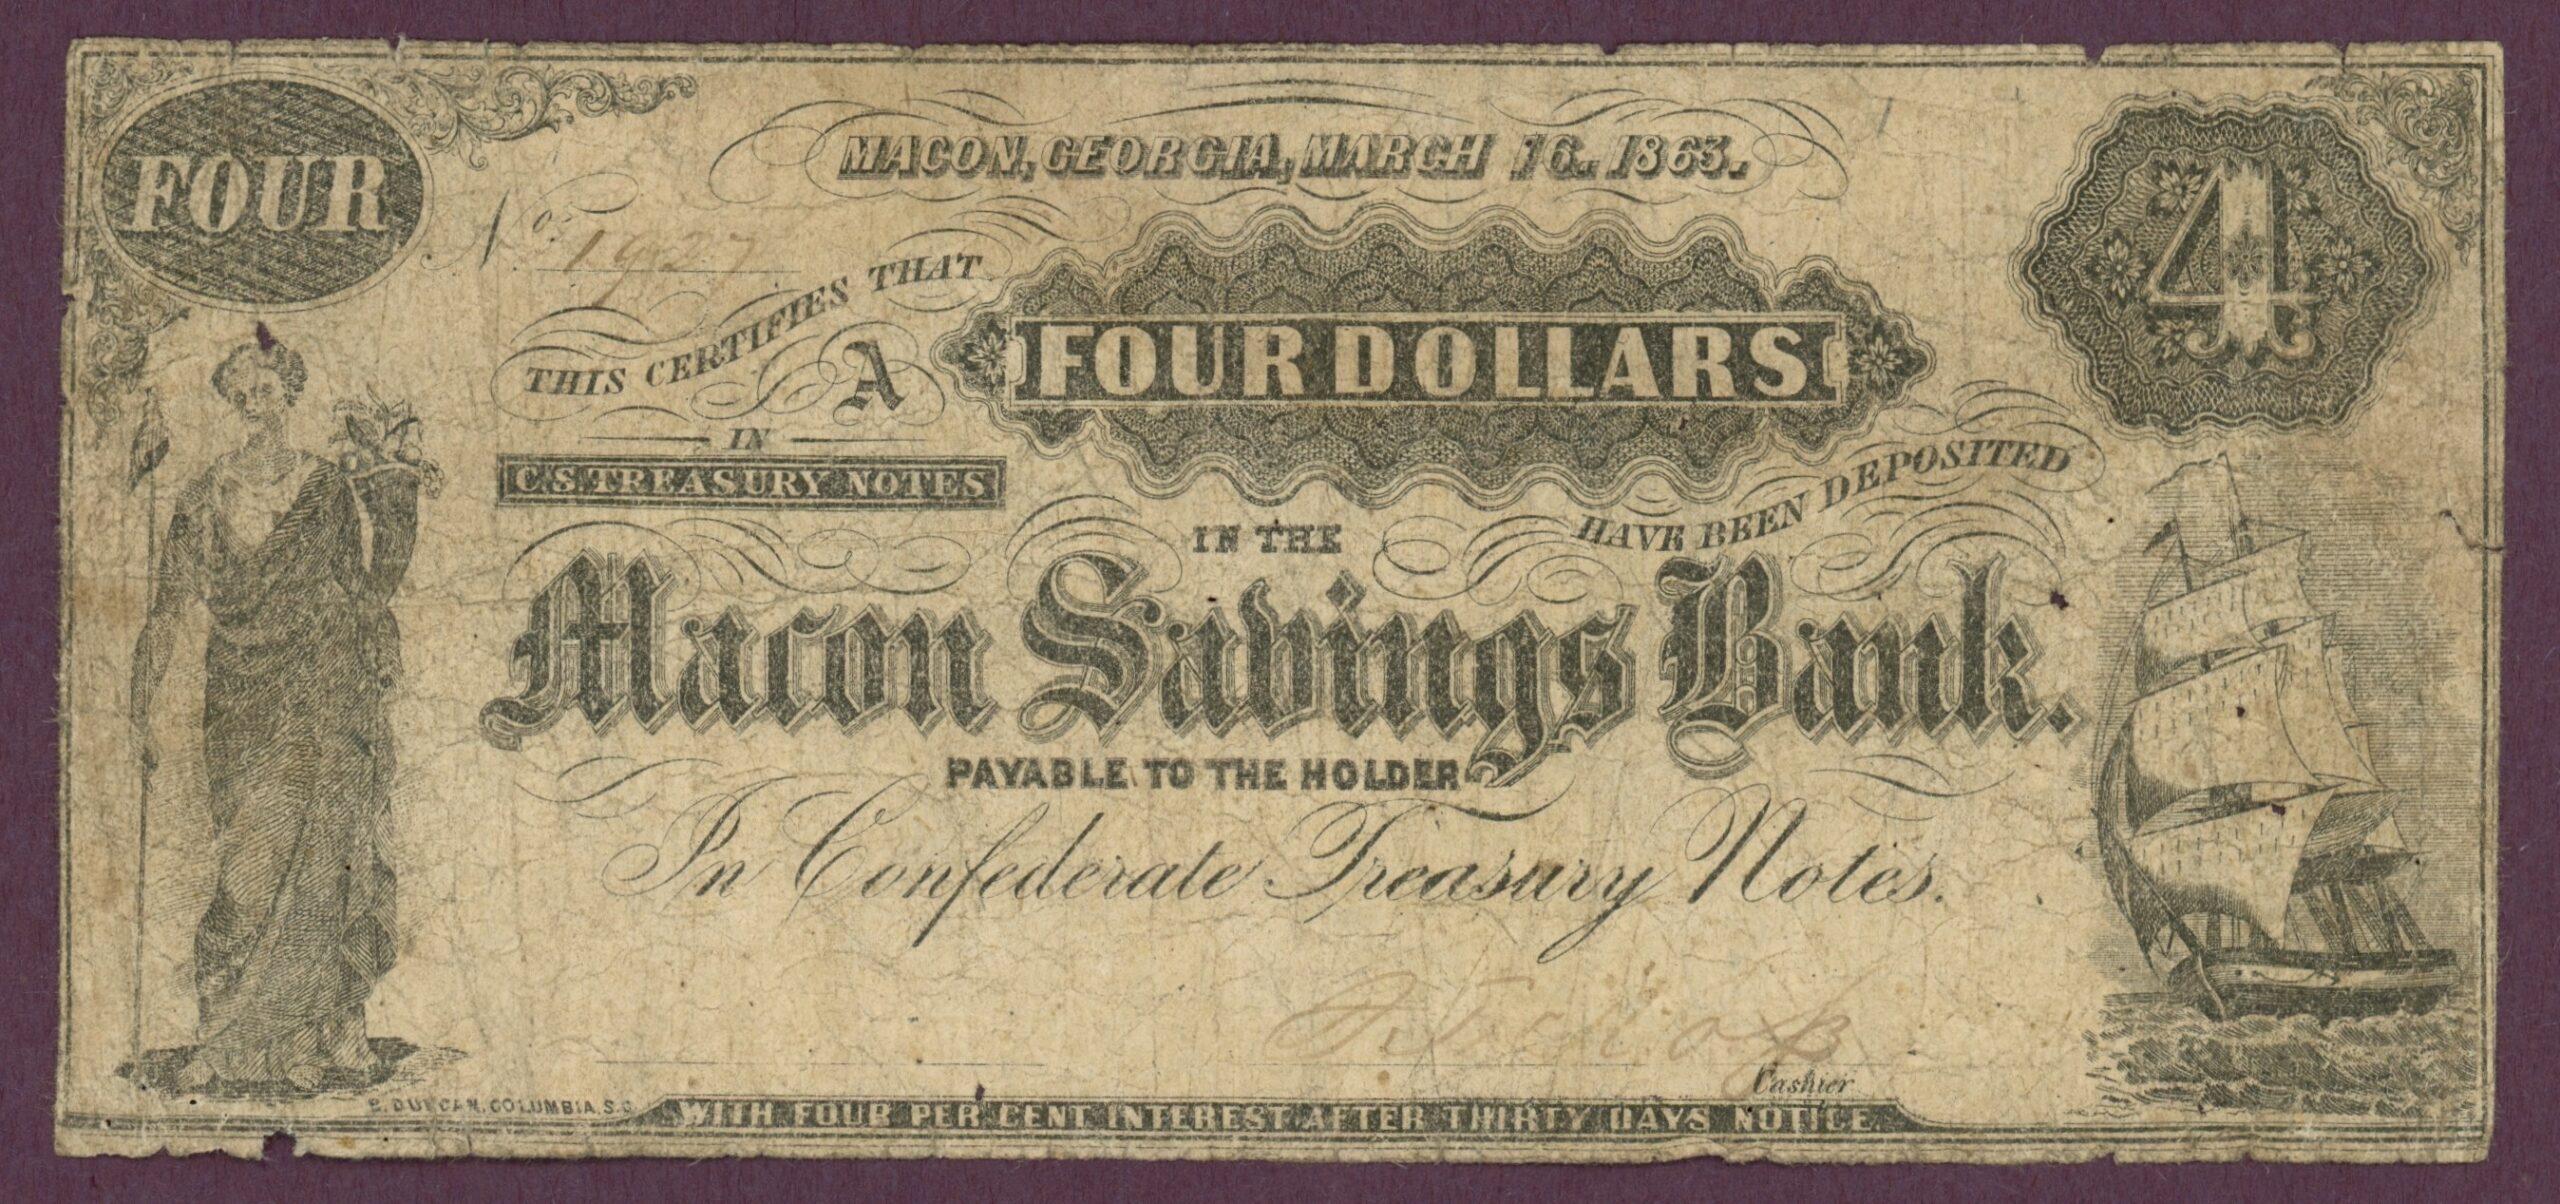 FOUR
MACON, GEORGIA, MARCH 16. 1863.
4
No. 1927
THIS CERTIFIES THAT
A
FOUR DOLLARS
IN
C.S. TREASURY NOTES
HAVE BEEN DEPOSITED
IN THE
Macon Savings Bank.
PAYABLE TO THE HOLDER
In Confederate Treasury Notes.
Cashier
E. DUNCAN, COLUMBIA, S.C.
WITH FOUR PER CENT INTEREST AFTER THIRTY DAYS NOTICE.